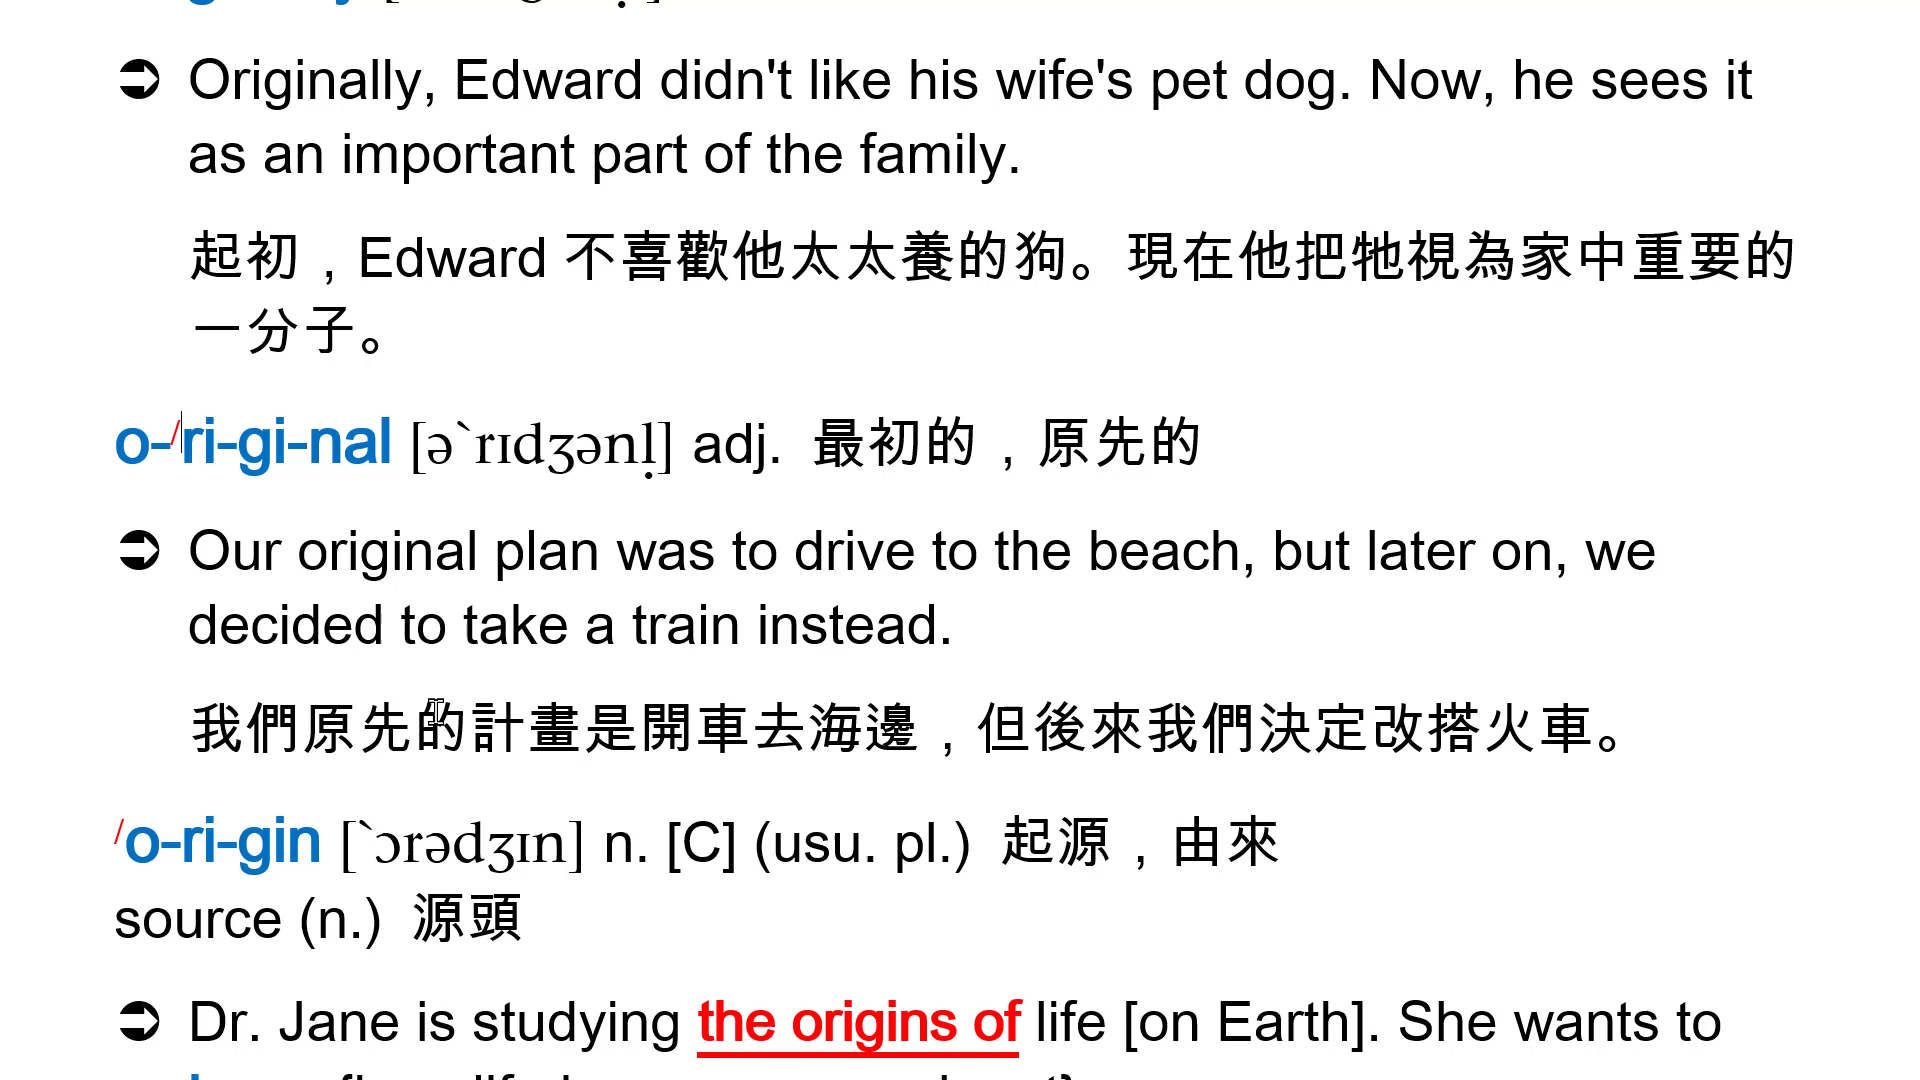 Originally, Edward didn't like his wife's pet dog. Now, he sees it
as an important part of the family.
起初，Edward 不喜歡他太太養的狗。現在他把牠視為家中重要的
一分子。
o-/ri-gi-nal [əˋrɪdʒənḷ] adj. 最初的，原先的
Our original plan was to drive to the beach, but later on, we
decided to take a train instead.
我們原先的計畫是開車去海邊，但後來我們決定改搭火車。
/o-ri-gin [ˋɔrədʒɪn] n. [C] (usu. pl.) 起源，由來
source (n.) 源頭
Dr. Jane is studying the origins of life [on Earth]. She wants to